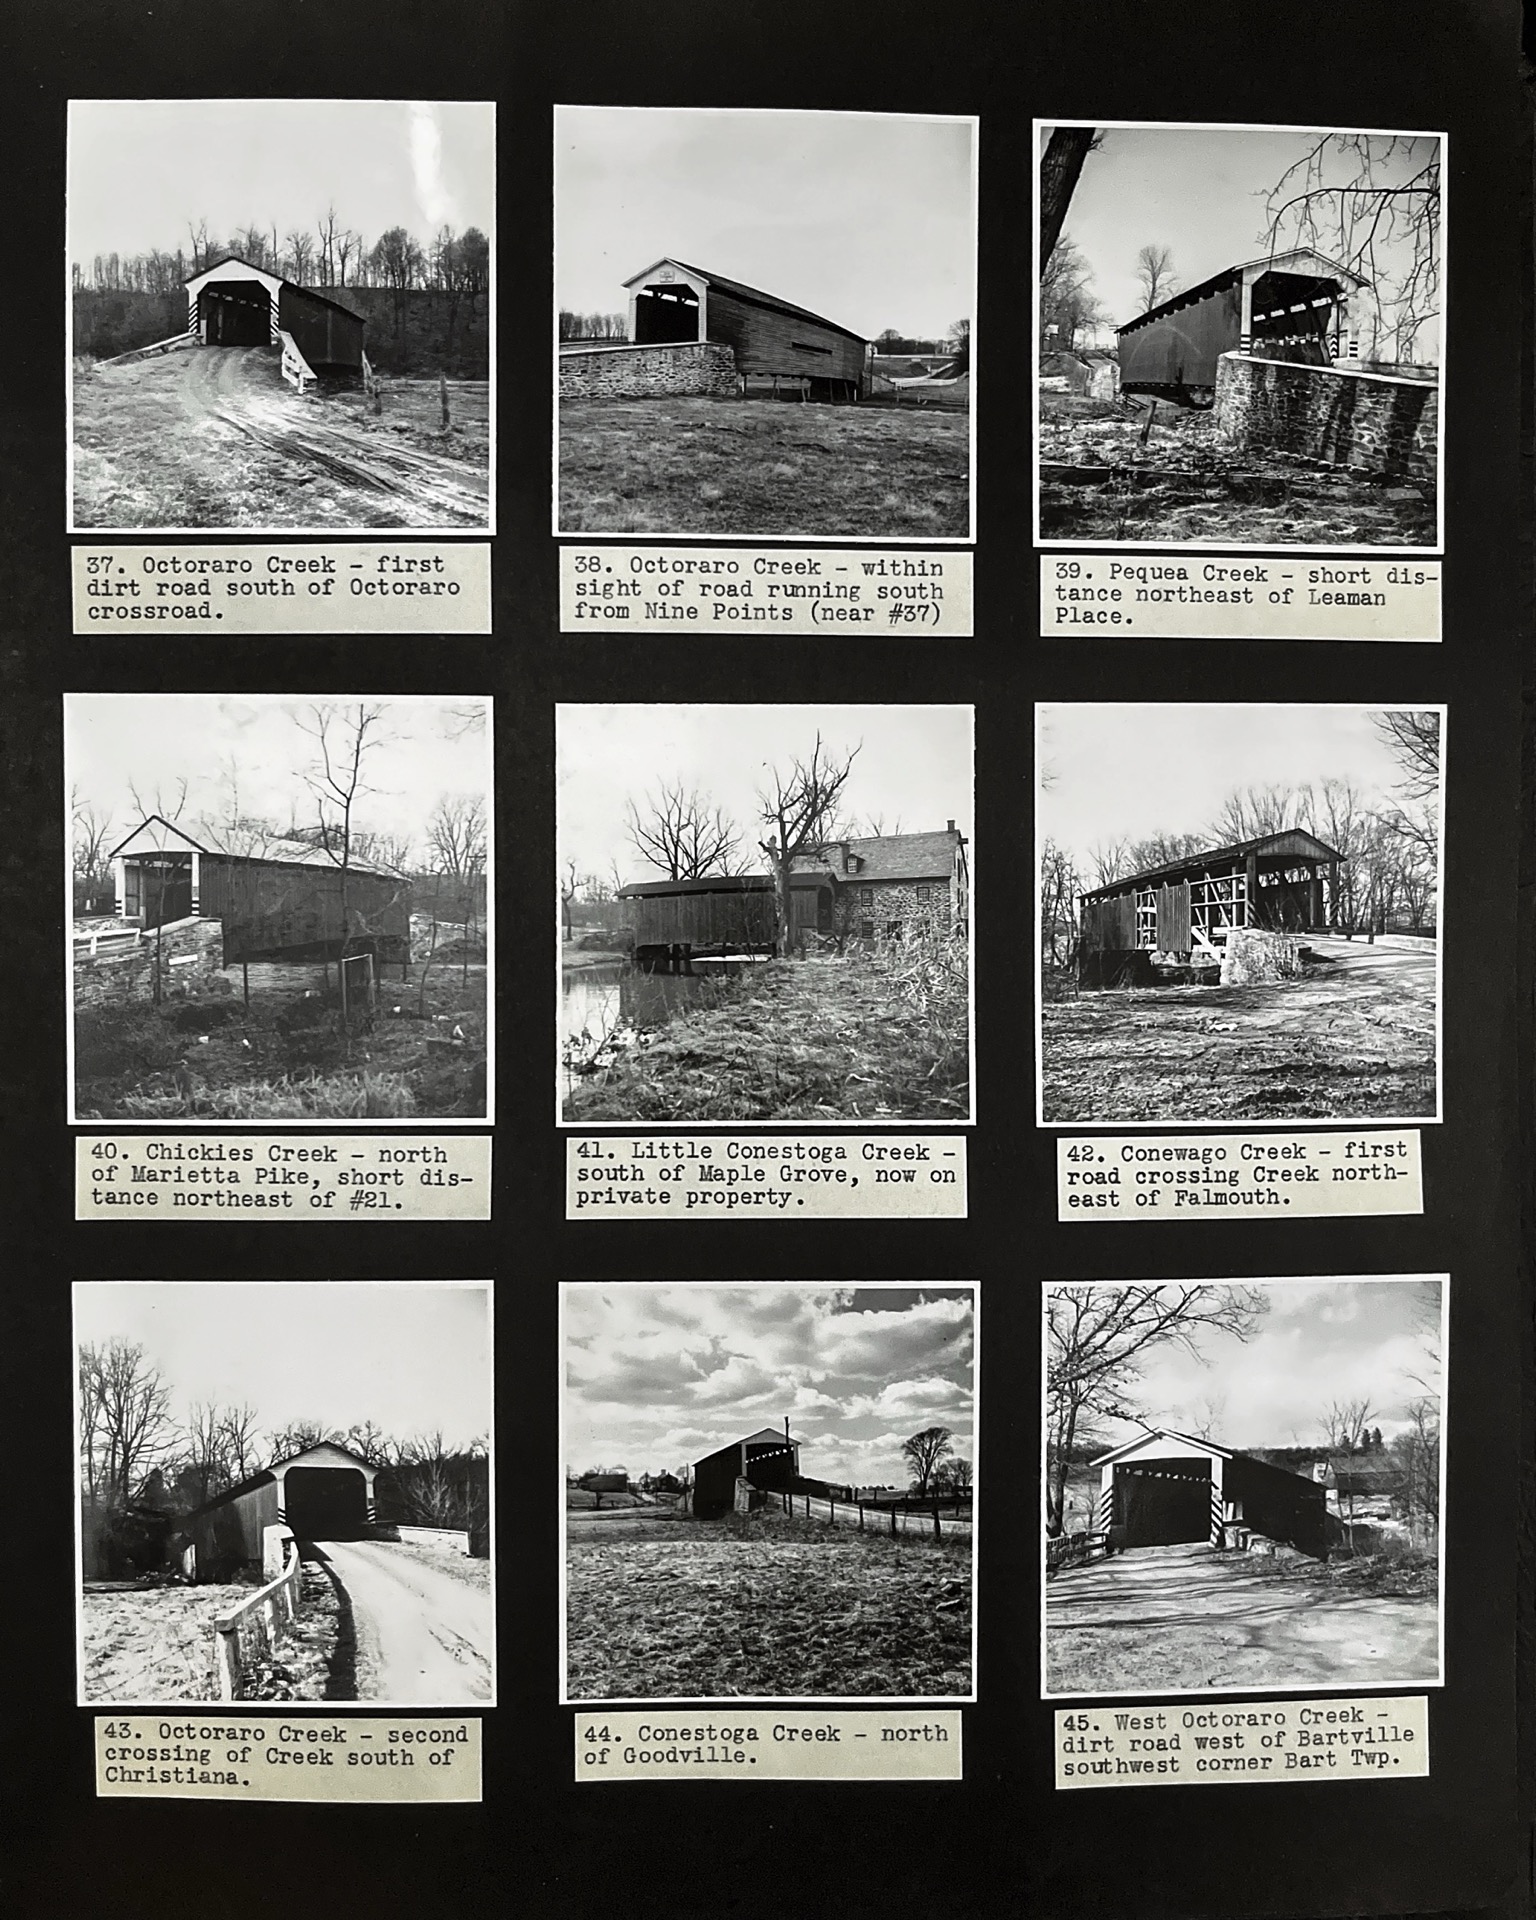 37. Octoraro Creek - first
dirt road south of Octoraro
crossroad.
38. Octoraro Creek - within
sight of road running south
from Nine Points (near #37)
39. Pequea Creek - short dis-
tance northeast of Leaman
Place.
40. Chickies Creek - north
of Marietta Pike, short dis-
tance northeast of #21.
41. Little Conestoga Creek -
south of Maple Grove, now on
private property.
42. Conewago Creek - first
road crossing Creek north-
east of Falmouth.
43. Octoraro Creek - second
crossing of Creek south of
Christiana.
44. Conestoga Creek - north
of Goodville.
45. West Octoraro Creek -
dirt road west of Bartville
southwest corner Bart Twp.